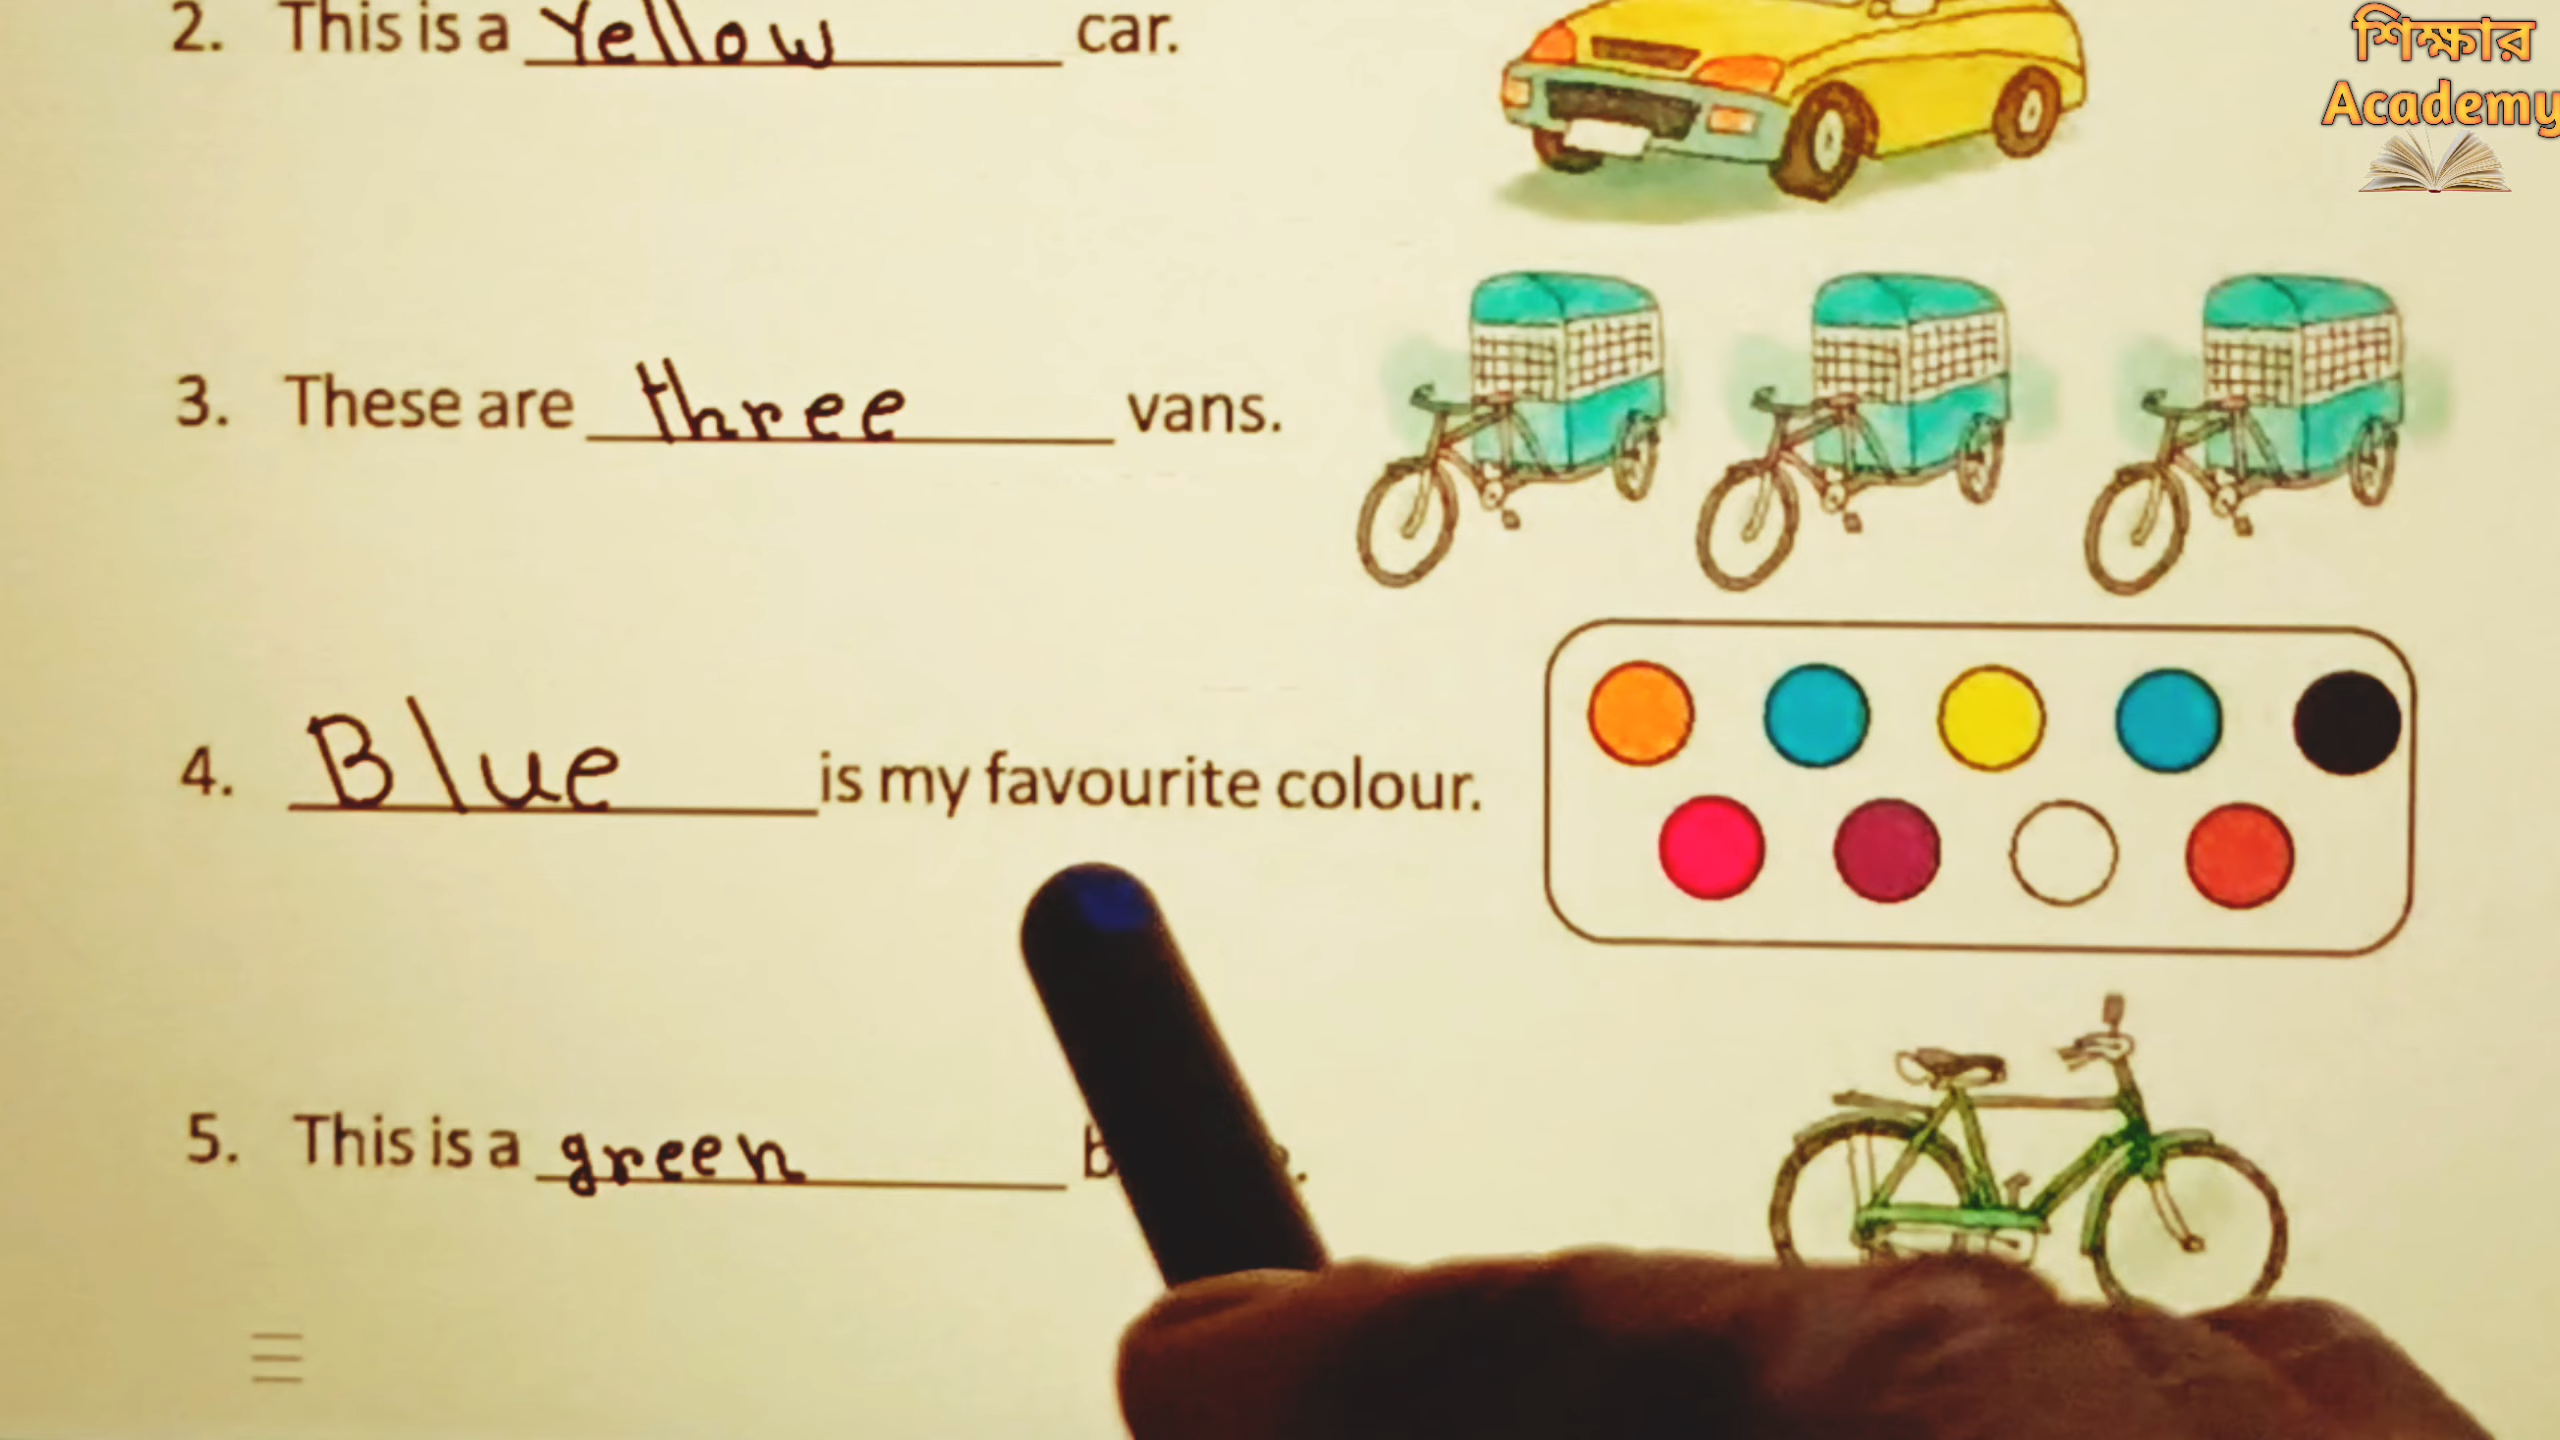 2. This is a Yellow car.
শিক্ষার
Academy
3. These are three vans.
4. Blue is my favourite colour.
5. This is a green